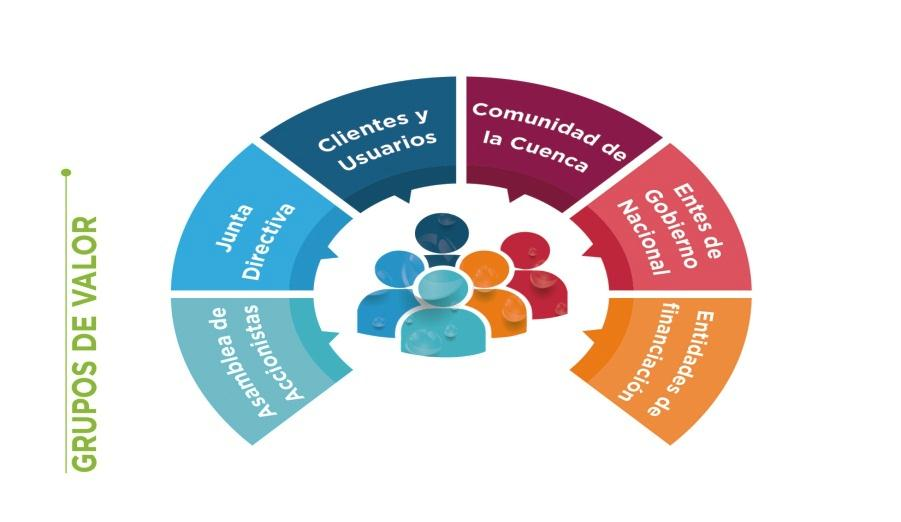 GRUPOS DE VALOR
Asamblea de
Accionistas
Junta
Directiva
Clientes y
Usuarios
Comunidad de
la Cuenca
Entes de
Gobierno
Nacional
Entidades de
financiación